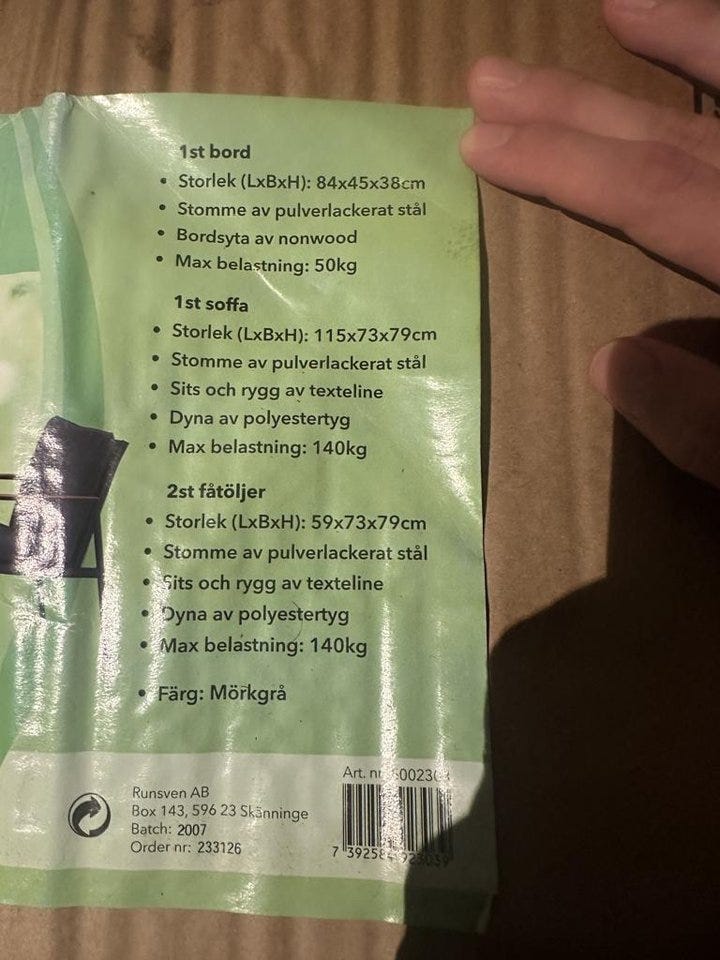 1st bord
• Storlek (LxBxH): 84x45x38cm
• Stomme av pulverlackerat stål
• Bordsyta av nonwood
• Max belastning: 50kg
1st soffa
• Storlek (LxBxH): 115x73x79cm
• Stomme av pulverlackerat stål
• Sits och rygg av texteline
• Dyna av polyestertyg
• Max belastning: 140kg
2st fåtöljer
• Storlek (LxBxH): 59x73x79cm
• Stomme av pulverlackerat stål
• Sits och rygg av texteline
• Dyna av polyestertyg
• Max belastning: 140kg
• Färg: Mörkgrå
Art. nr
Runsven AB
Box 143, 596 23 Skänninge
Batch: 2007
Order nr: 233126